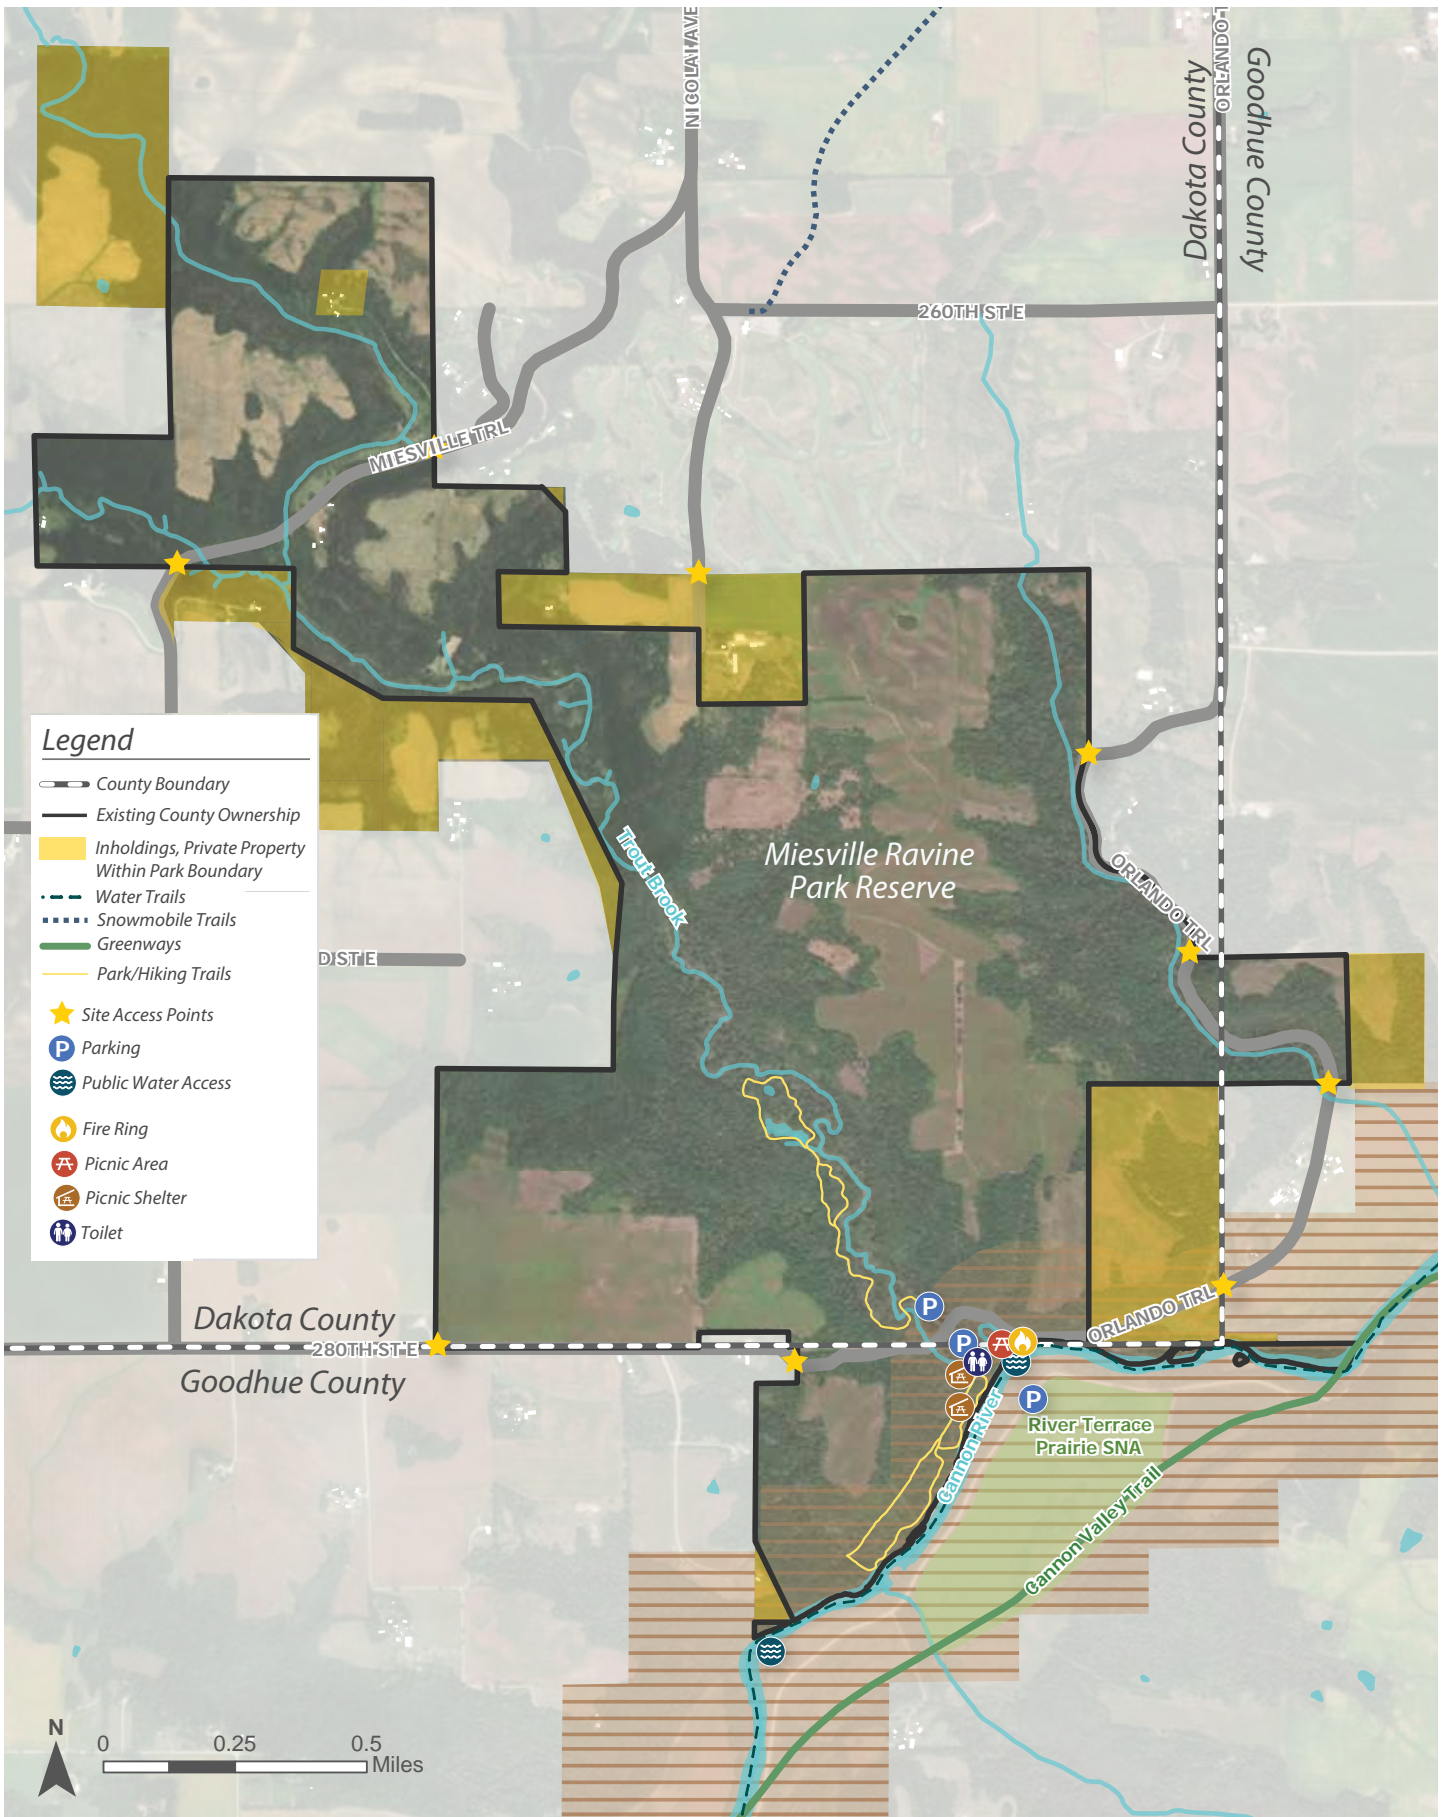 NICOLAI AVE
ORLANDO T
Dakota County
Goodhue County
260TH ST E
MIESVILLE TRL
Legend
County Boundary
Existing County Ownership
Inholdings, Private Property
Within Park Boundary
Water Trails
Snowmobile Trails
Greenways
Park/Hiking Trails
Site Access Points
P Parking
Public Water Access
Fire Ring
Picnic Area
Picnic Shelter
Toilet
Trout Brook
Miesville Ravine
Park Reserve
ORLANDO TRL
D ST E
P
ORLANDO TRL
Dakota County
280TH ST E
Goodhue County
P
P
Cannon River
River Terrace
Prairie SNA
Cannon Valley Trail
N
0 0.25 0.5
Miles